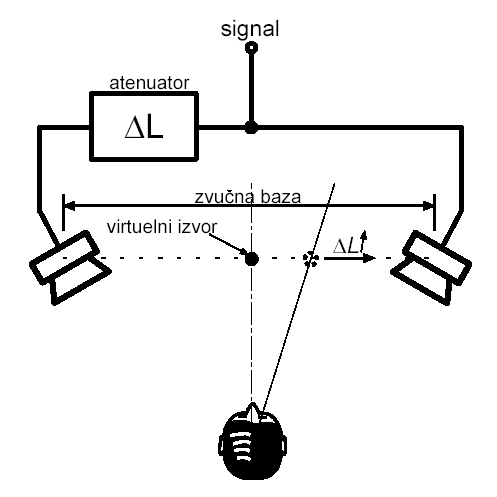 signal
atenuator
ΔL
zvučna baza
virtuelni izvor
ΔL↑